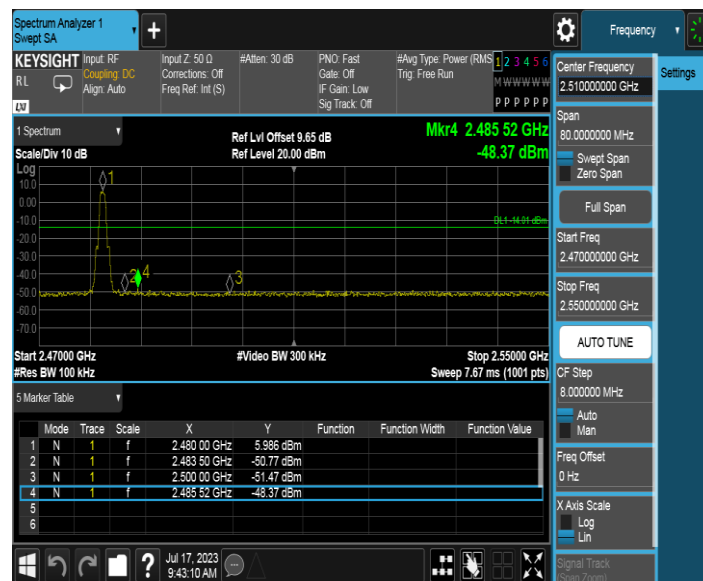 Spectrum Analyzer 1
Swept SA
+
Frequency
KEYSIGHT
Input: RF
Coupling: DC
Align: Auto
RL
LXI
Input Z: 50 Ω
Corrections: Off
Freq Ref: Int (S)
#Atten: 30 dB
PNO: Fast
Gate: Off
IF Gain: Low
Sig Track: Off
#Avg Type: Power (RMS
Trig: Free Run
1 2 3 4 5 6
M W W W W W
P P P P P P
Settings
1 Spectrum
Scale/Div 10 dB
Log
Ref Lvl Offset 9.65 dB
Ref Level 20.00 dBm
Mkr4 2.485 52 GHz
-48.37 dBm
10.0
0.00
-10.0
-20.0
-30.0
-40.0
-50.0
-60.0
-70.0
1
2
4
3
DL1 -14.01 dBm
Start 2.47000 GHz
#Res BW 100 kHz
#Video BW 300 kHz
Stop 2.55000 GHz
Sweep 7.67 ms (1001 pts)
5 Marker Table
Mode Trace Scale X Y Function Function Width Function Value
1 N 1 f 2.480 00 GHz 5.986 dBm
2 N 1 f 2.483 50 GHz -50.77 dBm
3 N 1 f 2.500 00 GHz -51.47 dBm
4 N 1 f 2.485 52 GHz -48.37 dBm
5
6
Center Frequency
2.510000000 GHz
Span
80.0000000 MHz
Swept Span
Zero Span
Full Span
Start Freq
2.470000000 GHz
Stop Freq
2.550000000 GHz
AUTO TUNE
CF Step
8.000000 MHz
Auto
Man
Freq Offset
0 Hz
X Axis Scale
Log
Lin
Signal Track
(Span Zoom)
?
Jul 17, 2023
9:43:10 AM